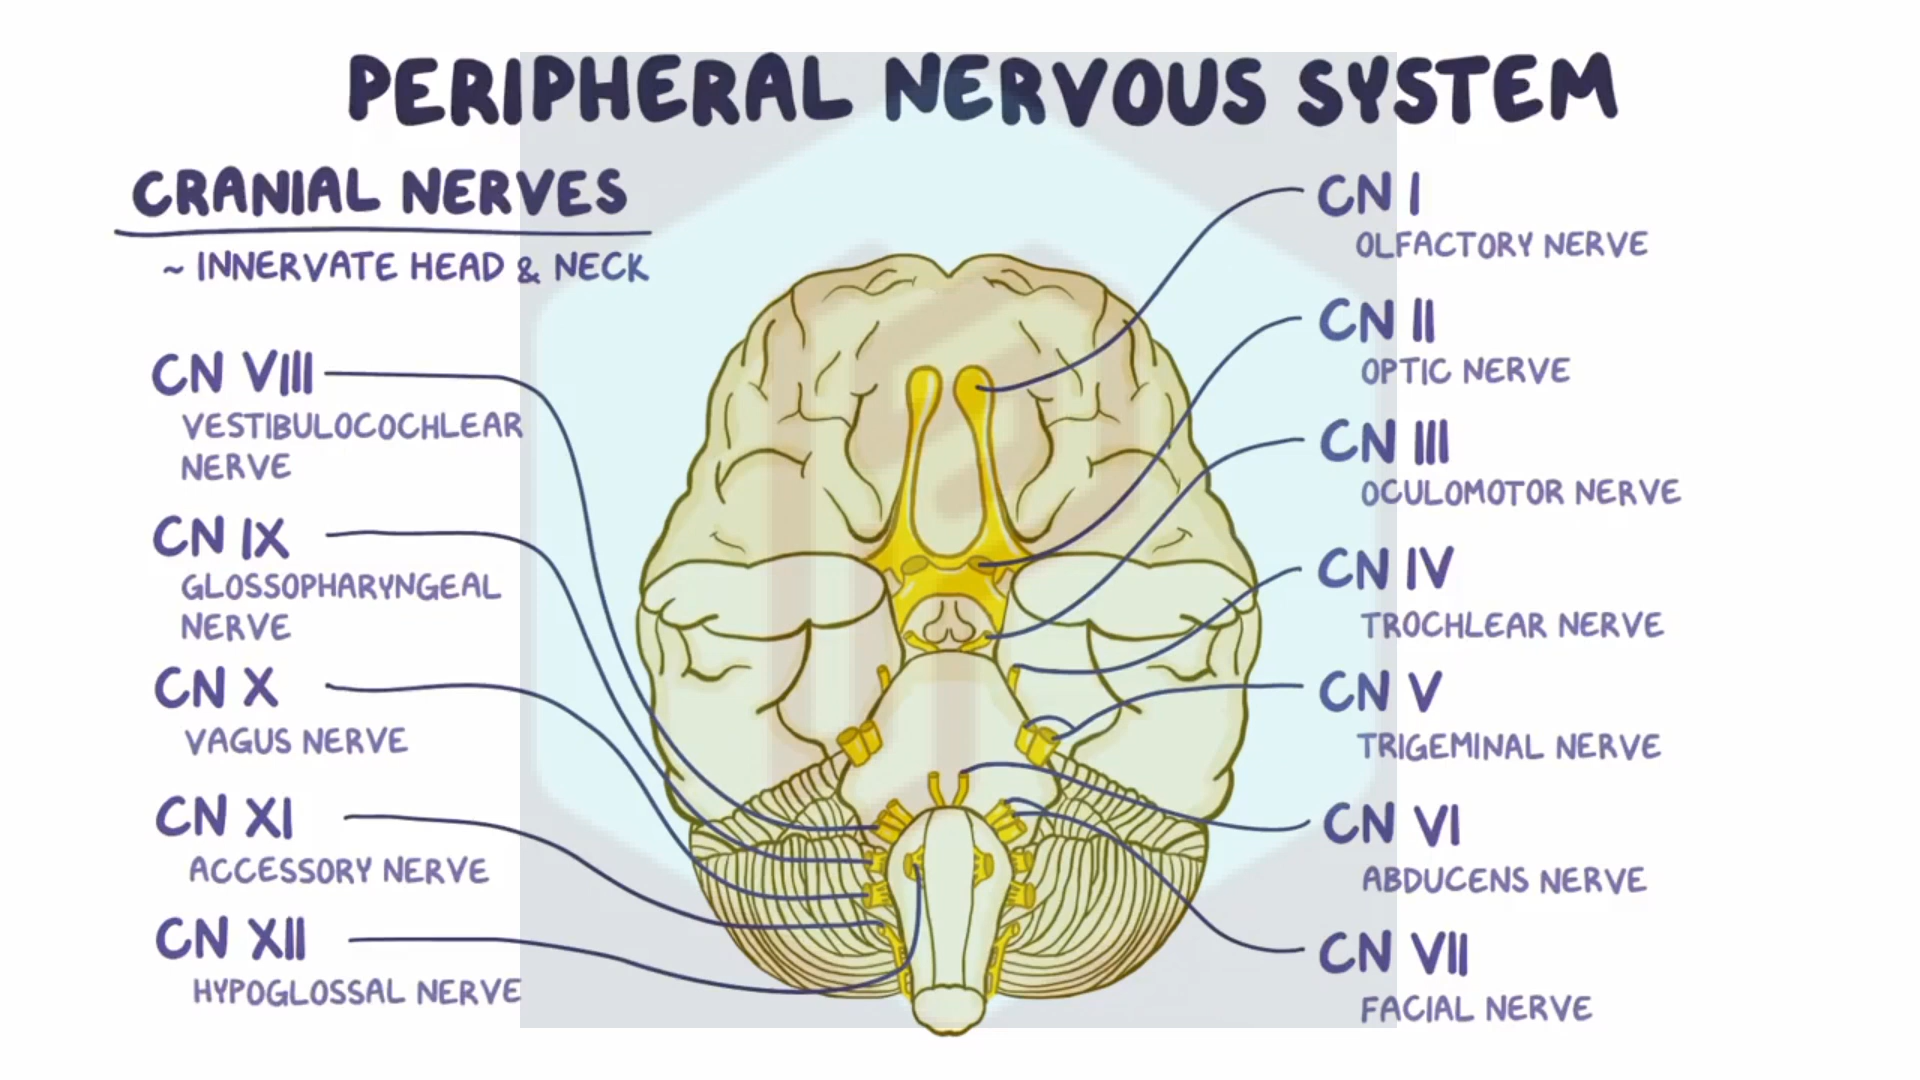 PERIPHERAL NERVOUS SYSTEM
CRANIAL NERVES
~ INNERVATE HEAD & NECK
CN VIII
VESTIBULOCOCHLEAR
NERVE
CN IX
GLOSSOPHARYNGEAL
NERVE
CN X
VAGUS NERVE
CN XI
ACCESSORY NERVE
CN XII
HYPOGLOSSAL NERVE
CN I
OLFACTORY NERVE
CN II
OPTIC NERVE
CN III
OCULOMOTOR NERVE
CN IV
TROCHLEAR NERVE
CN V
TRIGEMINAL NERVE
CN VI
ABDUCENS NERVE
CN VII
FACIAL NERVE